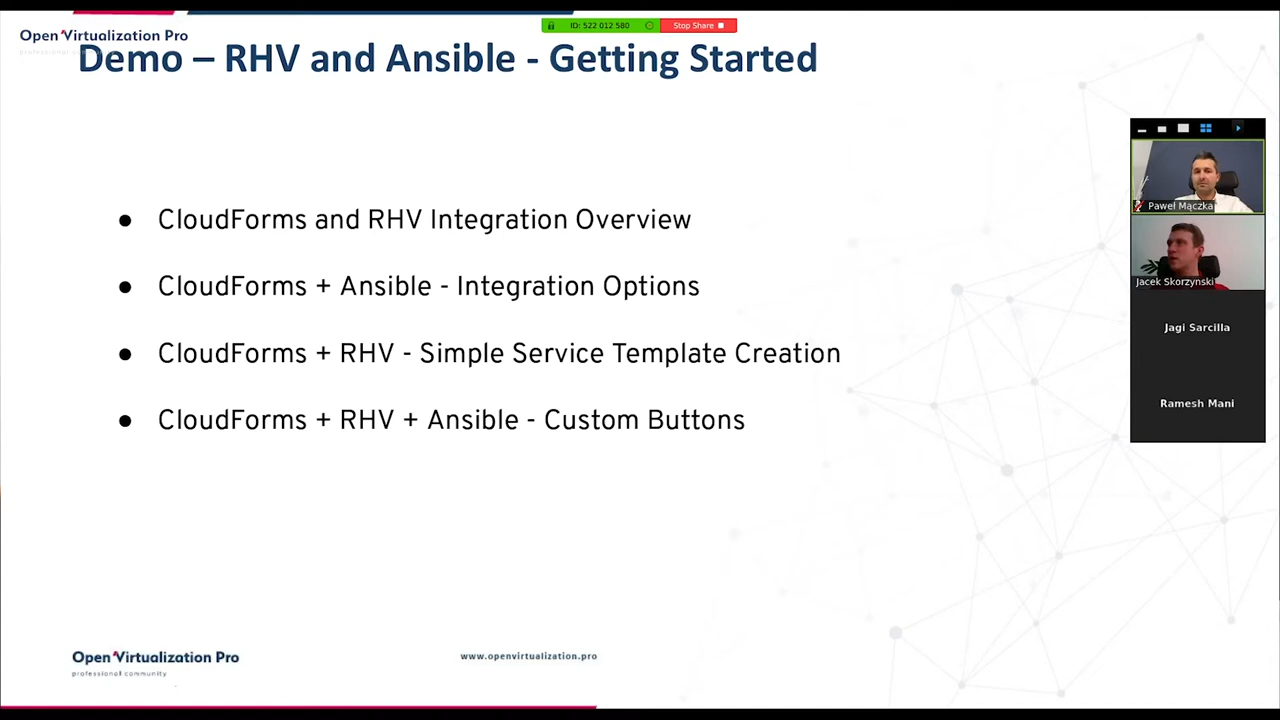 Open Virtualization Pro
professional community
ID: 522 012 580
Stop Share
Demo – RHV and Ansible - Getting Started
● CloudForms and RHV Integration Overview
● CloudForms + Ansible - Integration Options
● CloudForms + RHV - Simple Service Template Creation
● CloudForms + RHV + Ansible - Custom Buttons
Paweł Mączka
Jacek Skorzynski
Jagi Sarcilla
Ramesh Mani
Open Virtualization Pro
professional community
www.openvirtualization.pro